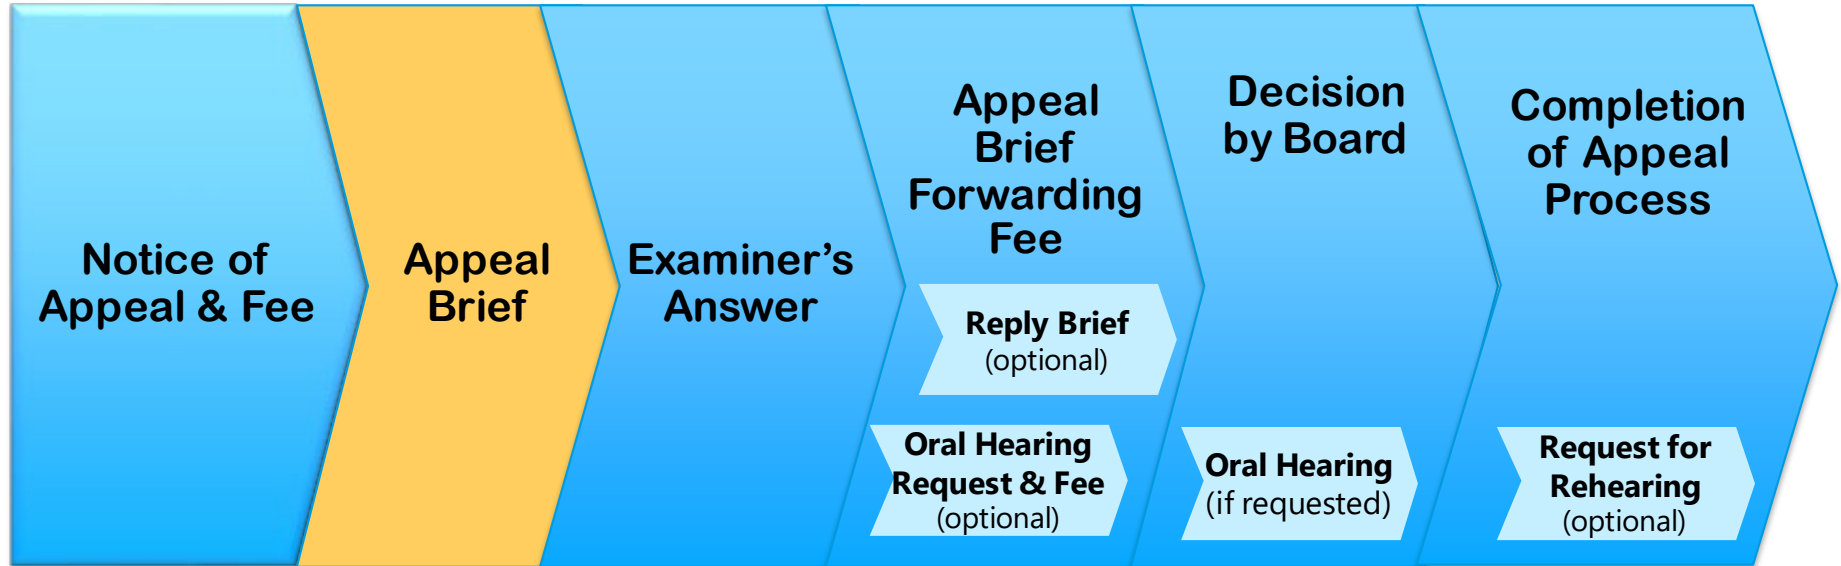 Notice of
Appeal & Fee
Appeal
Brief
Examiner’s
Answer
Appeal
Brief
Forwarding
Fee
Reply Brief
(optional)
Oral Hearing
Request & Fee
(optional)
Decision
by Board
Oral Hearing
(if requested)
Completion
of Appeal
Process
Request for
Rehearing
(optional)